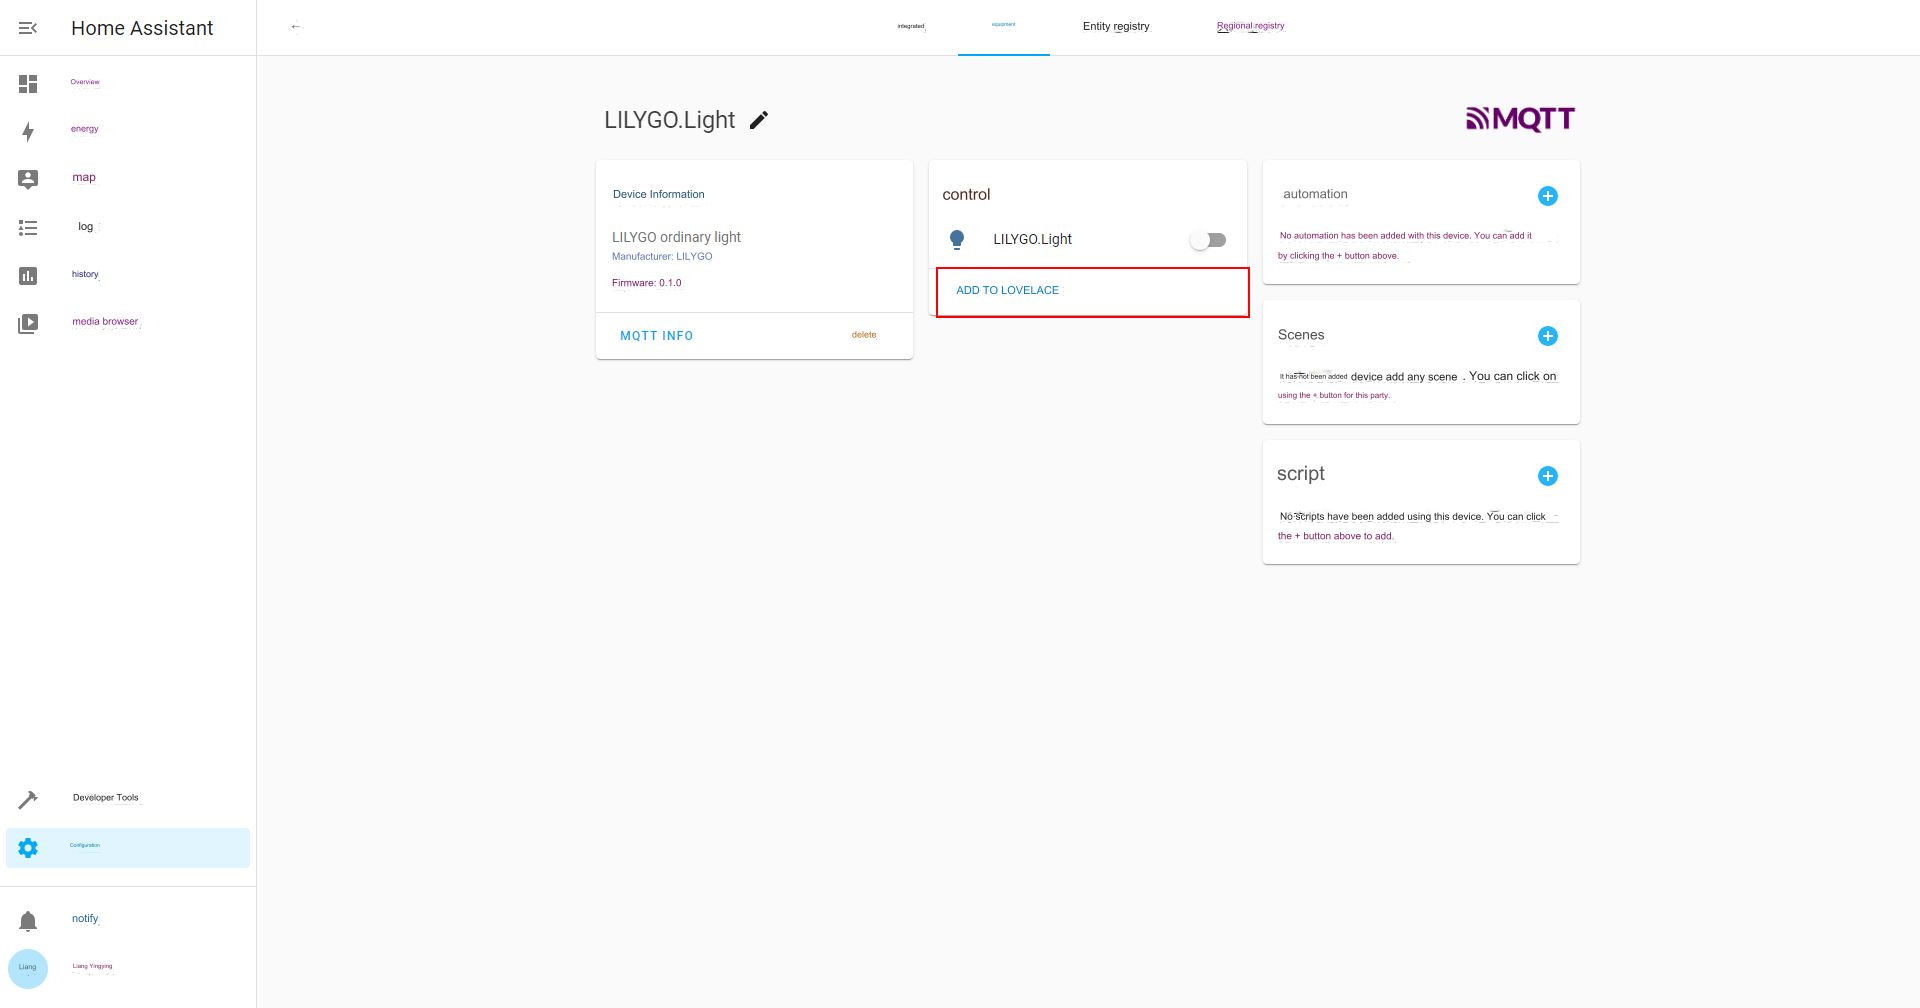 Home Assistant
←
integrated
equipment
Entity registry
Regional registry
Overview
energy
map
log
history
media browser
Developer Tools
Configuration
notify
Liang
Liang Yingying
LILYGO.Light
MQTT
Device Information
LILYGO ordinary light
Manufacturer: LILYGO
Firmware: 0.1.0
MQTT INFO
delete
control
LILYGO.Light
ADD TO LOVELACE
automation
No automation has been added with this device. You can add it
by clicking the + button above.
Scenes
It has not been added device add any scene . You can click on
using the + button for this party.
script
No scripts have been added using this device. You can click
the + button above to add.